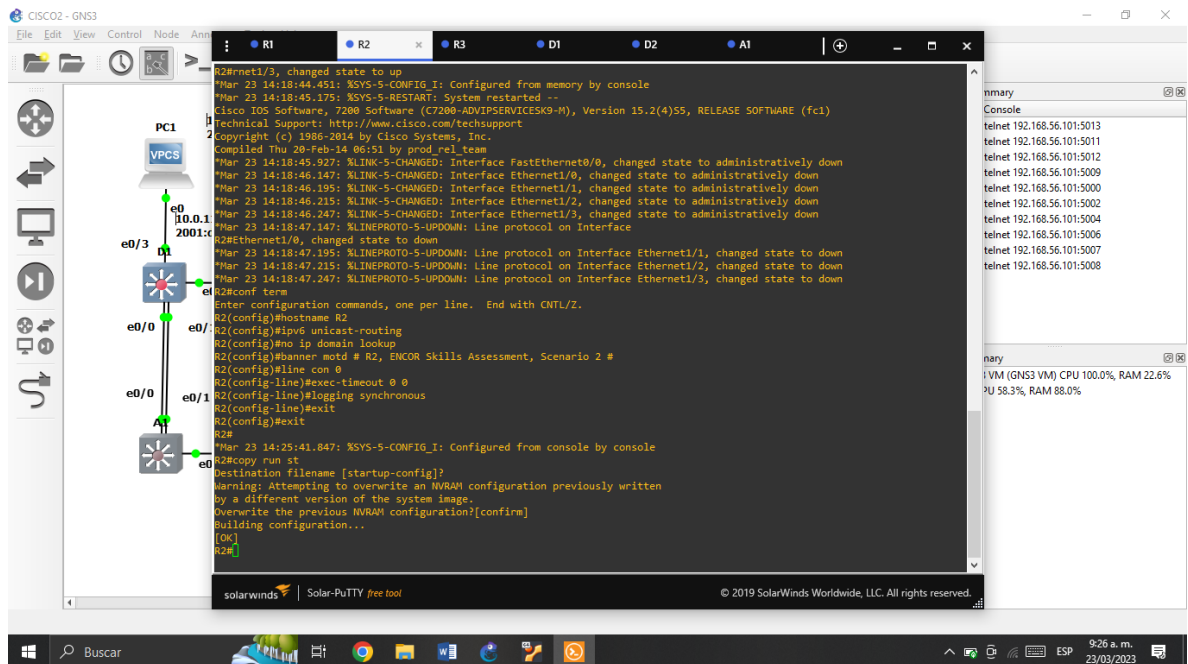 CISCO2 - GNS3
File Edit View Control Node Ann
R1
R2
R3
D1
D2
A1
R2#rnet1/3, changed state to up
*Mar 23 14:18:44.451: %SYS-5-CONFIG_I: Configured from memory by console
*Mar 23 14:18:45.175: %SYS-5-RESTART: System restarted --
Cisco IOS Software, 7200 Software (C7200-ADVIPSERVICESK9-M), Version 15.2(4)S5, RELEASE SOFTWARE (fc1)
Technical Support: http://www.cisco.com/techsupport
Copyright (c) 1986-2014 by Cisco Systems, Inc.
Compiled Thu 20-Feb-14 06:51 by prod_rel_team
*Mar 23 14:18:45.927: %LINK-5-CHANGED: Interface FastEthernet0/0, changed state to administratively down
*Mar 23 14:18:46.147: %LINK-5-CHANGED: Interface Ethernet1/0, changed state to administratively down
*Mar 23 14:18:46.195: %LINK-5-CHANGED: Interface Ethernet1/1, changed state to administratively down
*Mar 23 14:18:46.215: %LINK-5-CHANGED: Interface Ethernet1/2, changed state to administratively down
*Mar 23 14:18:46.247: %LINK-5-CHANGED: Interface Ethernet1/3, changed state to administratively down
*Mar 23 14:18:47.147: %LINEPROTO-5-UPDOWN: Line protocol on Interface
R2#Ethernet1/0, changed state to down
*Mar 23 14:18:47.195: %LINEPROTO-5-UPDOWN: Line protocol on Interface Ethernet1/1, changed state to down
*Mar 23 14:18:47.215: %LINEPROTO-5-UPDOWN: Line protocol on Interface Ethernet1/2, changed state to down
*Mar 23 14:18:47.247: %LINEPROTO-5-UPDOWN: Line protocol on Interface Ethernet1/3, changed state to down
R2#conf term
Enter configuration commands, one per line. End with CNTL/Z.
R2(config)#hostname R2
R2(config)#ipv6 unicast-routing
R2(config)#no ip domain lookup
R2(config)#banner motd # R2, ENCOR Skills Assessment, Scenario 2 #
R2(config)#line con 0
R2(config-line)#exec-timeout 0 0
R2(config-line)#logging synchronous
R2(config-line)#exit
R2(config)#exit
R2#
*Mar 23 14:25:41.847: %SYS-5-CONFIG_I: Configured from console by console
R2#copy run st
Destination filename [startup-config]?
Warning: Attempting to overwrite an NVRAM configuration previously written
by a different version of the system image.
Overwrite the previous NVRAM configuration?[confirm]
Building configuration...
[OK]
R2#
solarwinds Solar-PuTTY free tool
© 2019 SolarWinds Worldwide, LLC. All rights reserved.
PC1
VPCS
e0
10.0.1
2001:
e0/3
D1
e0/0
e0/
e0/0
e0/1
A1
e0
mmary
Console
telnet 192.168.56.101:5013
telnet 192.168.56.101:5011
telnet 192.168.56.101:5012
telnet 192.168.56.101:5009
telnet 192.168.56.101:5000
telnet 192.168.56.101:5002
telnet 192.168.56.101:5004
telnet 192.168.56.101:5006
telnet 192.168.56.101:5007
telnet 192.168.56.101:5008
mary
VM (GNS3 VM) CPU 100.0%, RAM 22.6%
PU 58.3%, RAM 88.0%
Buscar
ESP
9:26 a. m.
23/03/2023